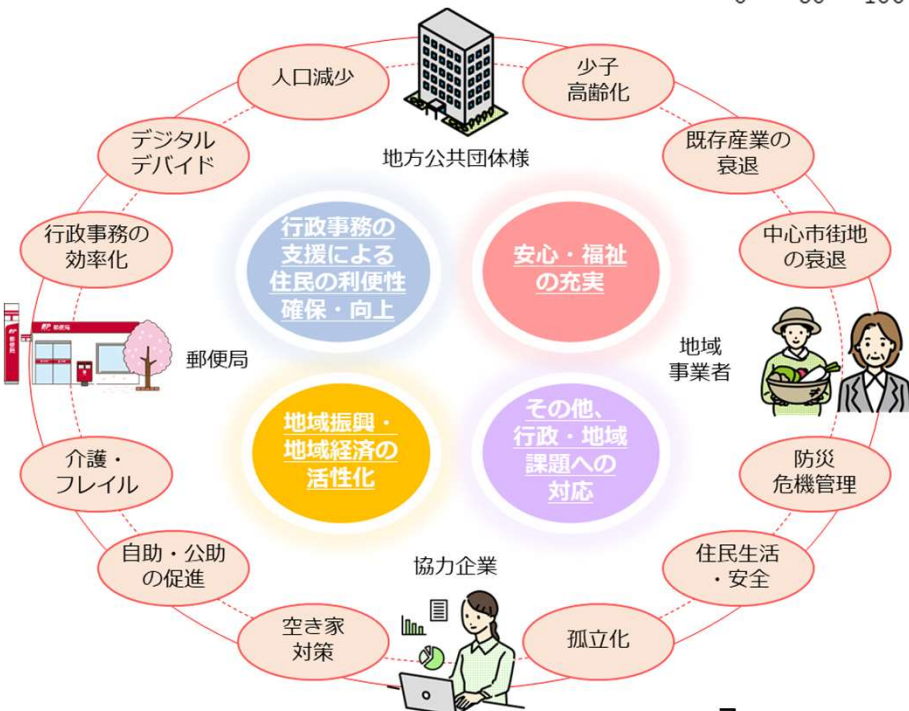 0 50 100
人口減少
少子
高齢化
デジタル
デバイド
地方公共団体様
既存産業の
衰退
行政事務の
効率化
行政事務の
支援による
住民の利便性
確保・向上
安心・福祉
の充実
中心市街地
の衰退
郵便局
地域
事業者
地域振興・
地域経済の
活性化
その他、
行政・地域
課題への
対応
介護・
フレイル
防災
危機管理
自助・公助
の促進
協力企業
住民生活
・安全
空き家
対策
孤立化